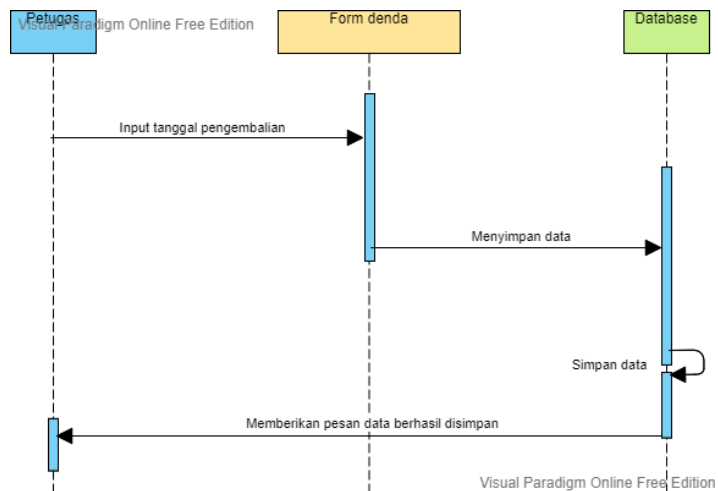 Petugas
Visual Paradigm Online Free Edition
Form denda
Database
Input tanggal pengembalian
Menyimpan data
Simpan data
Memberikan pesan data berhasil disimpan
Visual Paradigm Online Free Edition